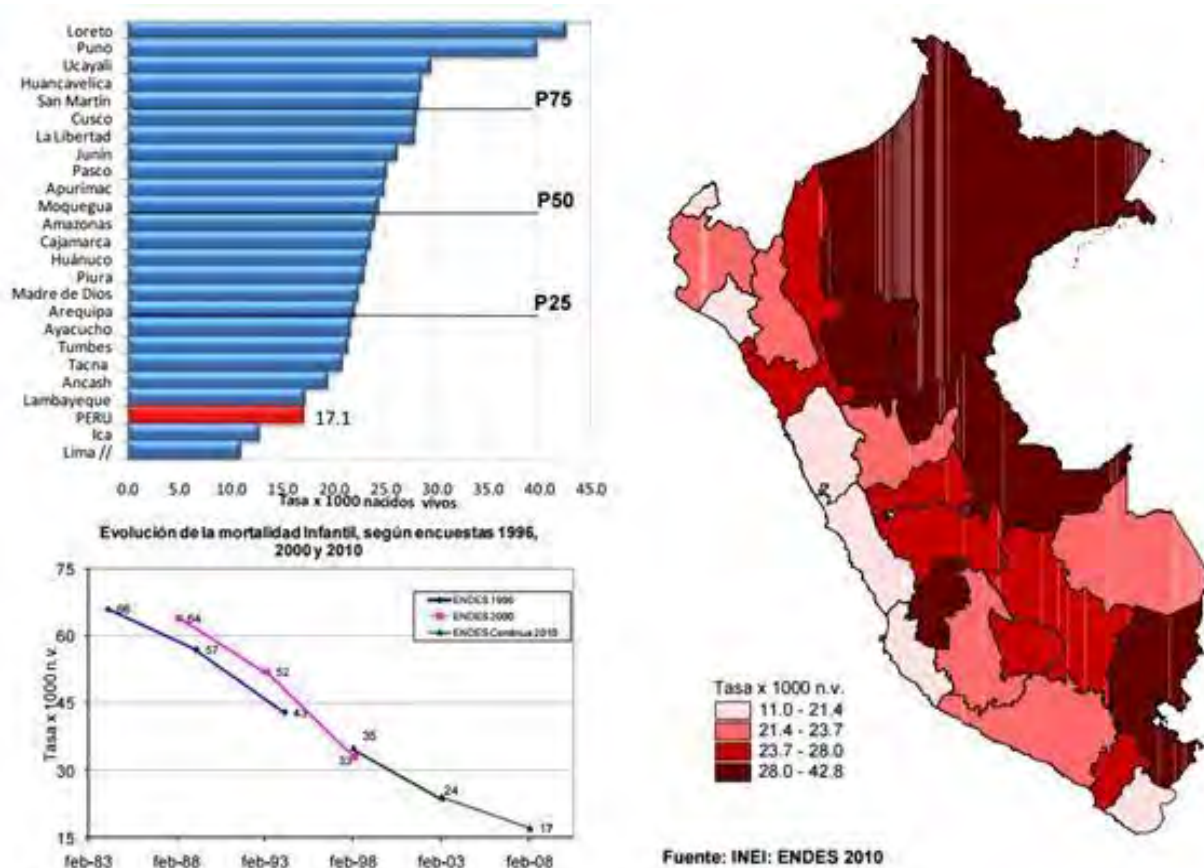 Loreto
Puno
Ucayali
Huancavelica
San Martín
Cusco
La Libertad
Junín
Pasco
Apurímac
Moquegua
Amazonas
Cajamarca
Huánuco
Piura
Madre de Dios
Arequipa
Ayacucho
Tumbes
Tacna
Ancash
Lambayeque
PERU
Ica
Lima //
P75
P50
P25
17.1
0.0 5.0 10.0 15.0 20.0 25.0 30.0 35.0 40.0 45.0
Tasa x 1000 nacidos vivos
Evolución de la mortalidad Infantil, según encuestas 1996,
2000 y 2010
Tasa x 1000 n.v.
75
60
45
30
15
66
57
43
64
52
33
35
24
17
ENDES 1996
ENDES 2000
ENDES Continua 2010
feb-83 feb-88 feb-93 feb-98 feb-03 feb-08
Tasa x 1000 n.v.
11.0 - 21.4
21.4 - 23.7
23.7 - 28.0
28.0 - 42.8
Fuente: INEI: ENDES 2010